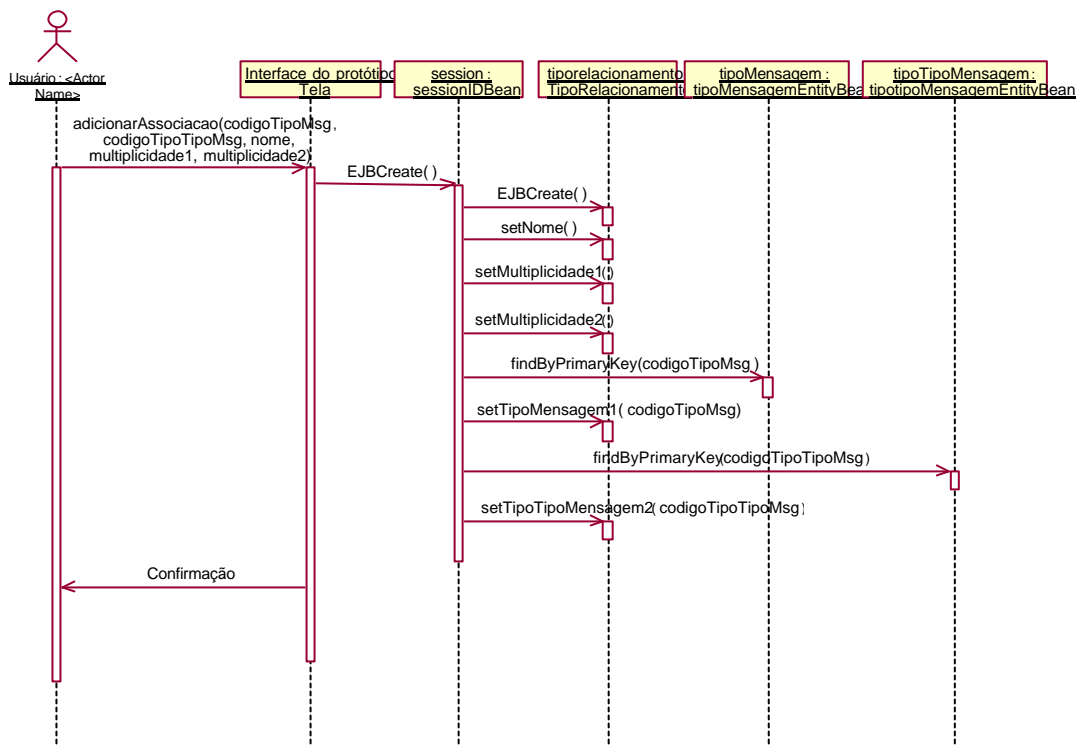 Usuário : <Actor
Name>
Interface do protótipo
Tela
session :
sessionIDBean
tiporelacionamento
TipoRelacionament
tipoMensagem :
tipoMensagemEntityBea
tipoTipoMensagem :
tipotipoMensagemEntityBean
adicionarAssociacao(codigoTipoMsg,
codigoTipoTipoMsg, nome,
multiplicidade1, multiplicidade2)
EJBCreate( )
EJBCreate( )
setNome( )
setMultiplicidade1( )
setMultiplicidade2( )
findByPrimaryKey(codigoTipoMsg )
setTipoMensagem1( codigoTipoMsg)
findByPrimaryKey(codigoTipoTipoMsg )
setTipoTipoMensagem2( codigoTipoTipoMsg)
Confirmação